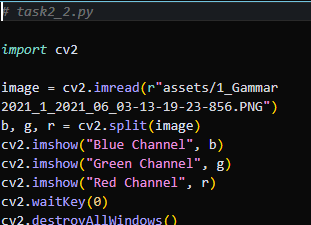 # task2_2.py
import cv2
image = cv2.imread(r"assets/1_Gammar
2021_1_2021_06_03-13-19-23-856.PNG")
b, g, r = cv2.split(image)
cv2.imshow("Blue Channel", b)
cv2.imshow("Green Channel", g)
cv2.imshow("Red Channel", r)
cv2.waitKey(0)
cv2.destroyAllWindows()